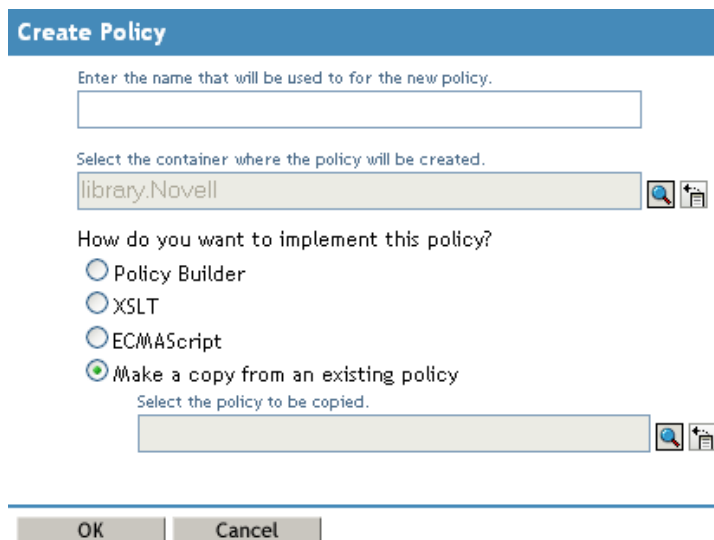 Create Policy
Enter the name that will be used to for the new policy.
Select the container where the policy will be created.
library.Novell
How do you want to implement this policy?
Policy Builder
XSLT
ECMAScript
Make a copy from an existing policy
Select the policy to be copied.
OK Cancel